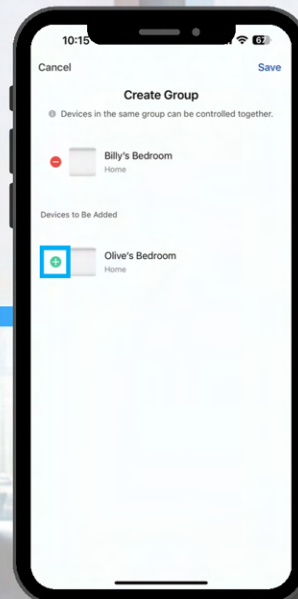 10:15
67
Cancel
Save
Create Group
Devices in the same group can be controlled together.
Billy's Bedroom
Home
Devices to Be Added
Olive's Bedroom
Home